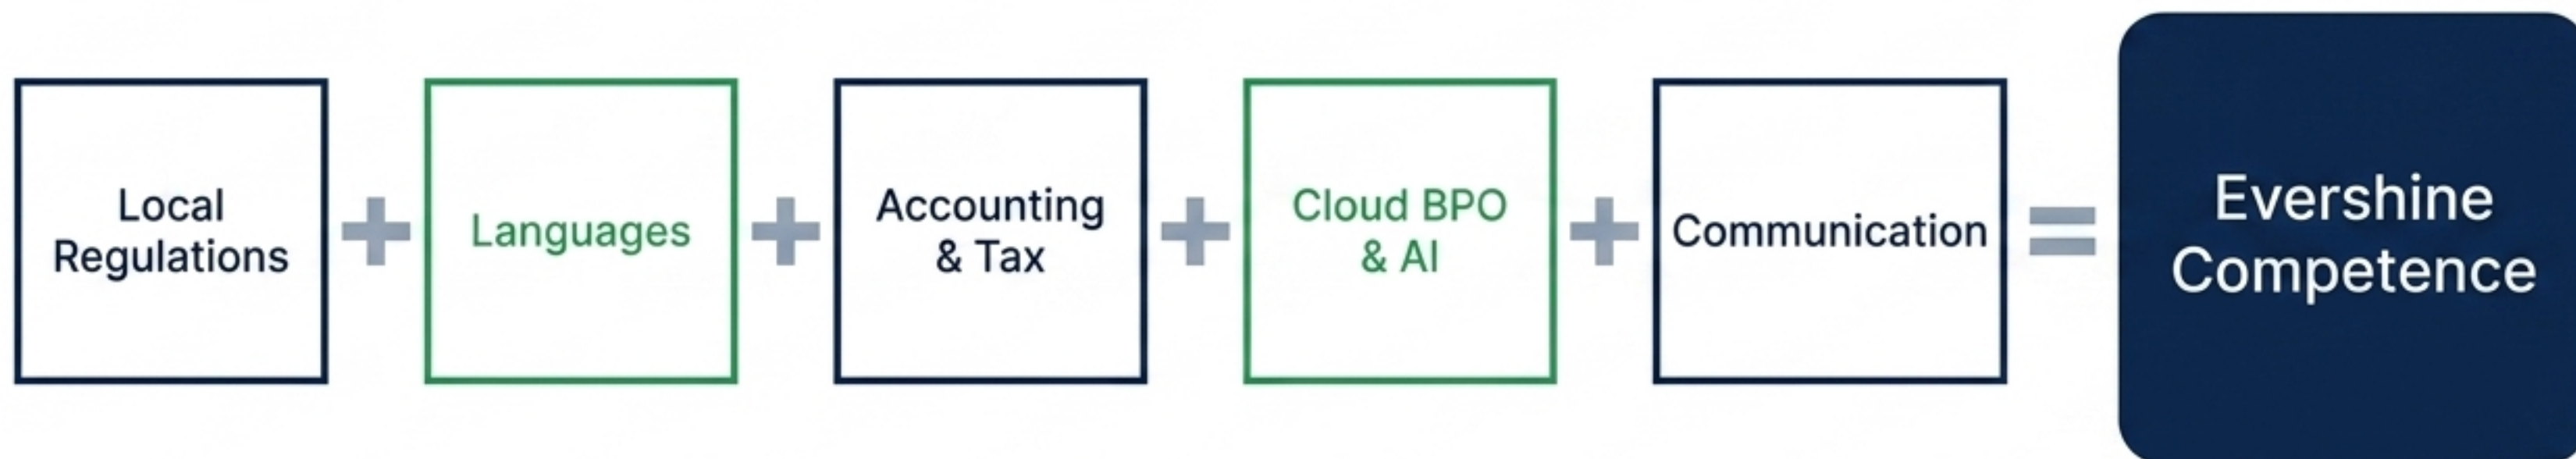 Local
Regulations
+
Languages
+
Accounting
& Tax
+
Cloud BPO
& AI
+
Communication
=
Evershine
Competence